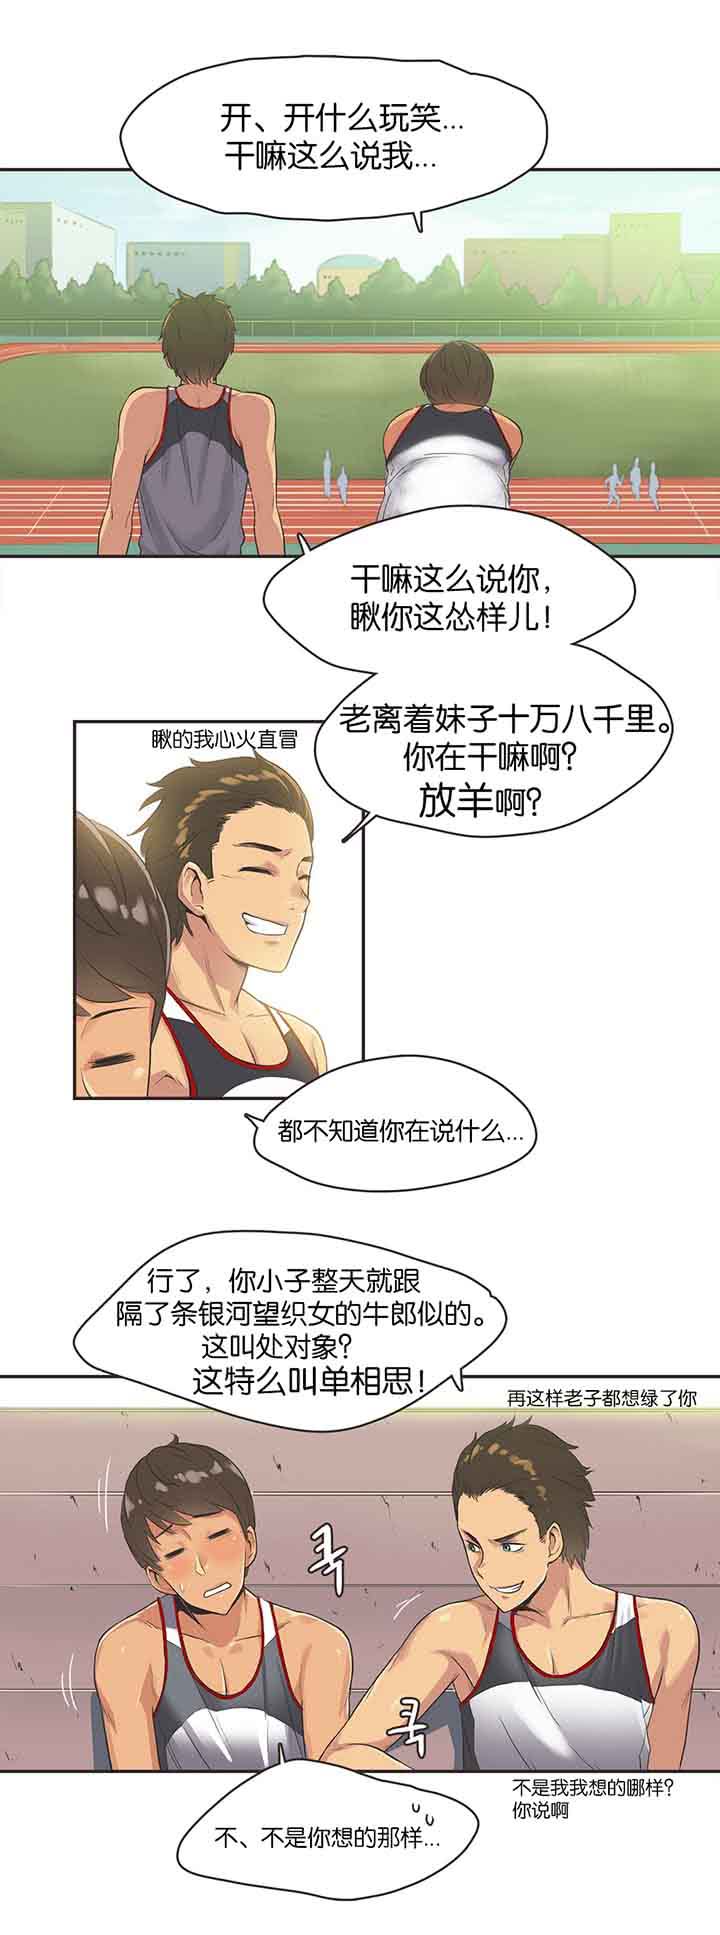 开、开什么玩笑...
干嘛这么说我...
干嘛这么说你，
瞅你这怂样儿！
老离着妹子十万八千里。
你在干嘛啊？
放羊啊？
瞅的我心火直冒
都不知道你在说什么...
行了，你小子整天就跟
隔了条银河望织女的牛郎似的。
这叫处对象？
这特么叫单相思！
再这样老子都想绿了你
큭
큭
不是我我想的哪样？
你说啊
不、不是你想的那样...